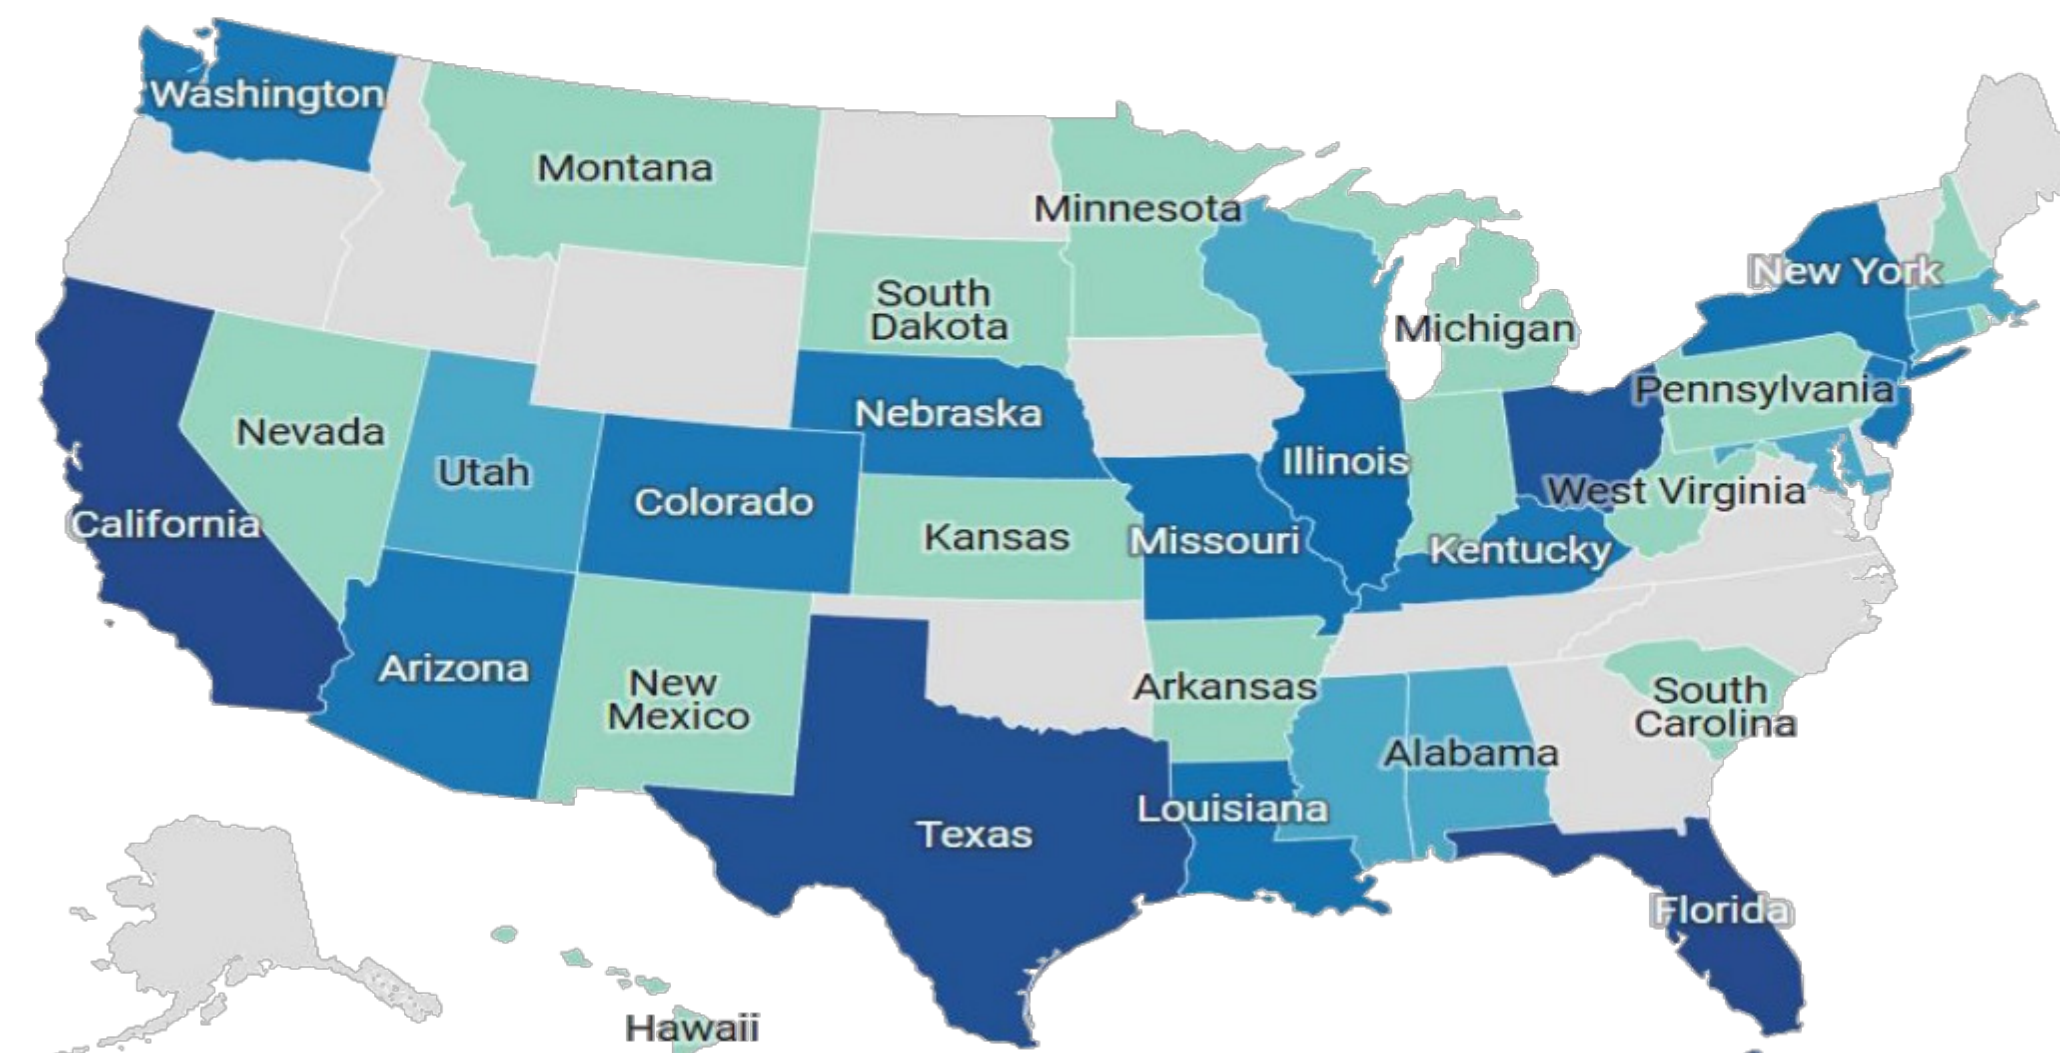 Washington
Montana
Minnesota
New York
South
Dakota
Michigan
Pennsylvania
Nebraska
Nevada
Utah
Illinois
West Virginia
Colorado
California
Kansas
Missouri
Kentucky
Arizona
New
Mexico
Arkansas
South
Carolina
Alabama
Louisiana
Texas
Florida
Hawaii